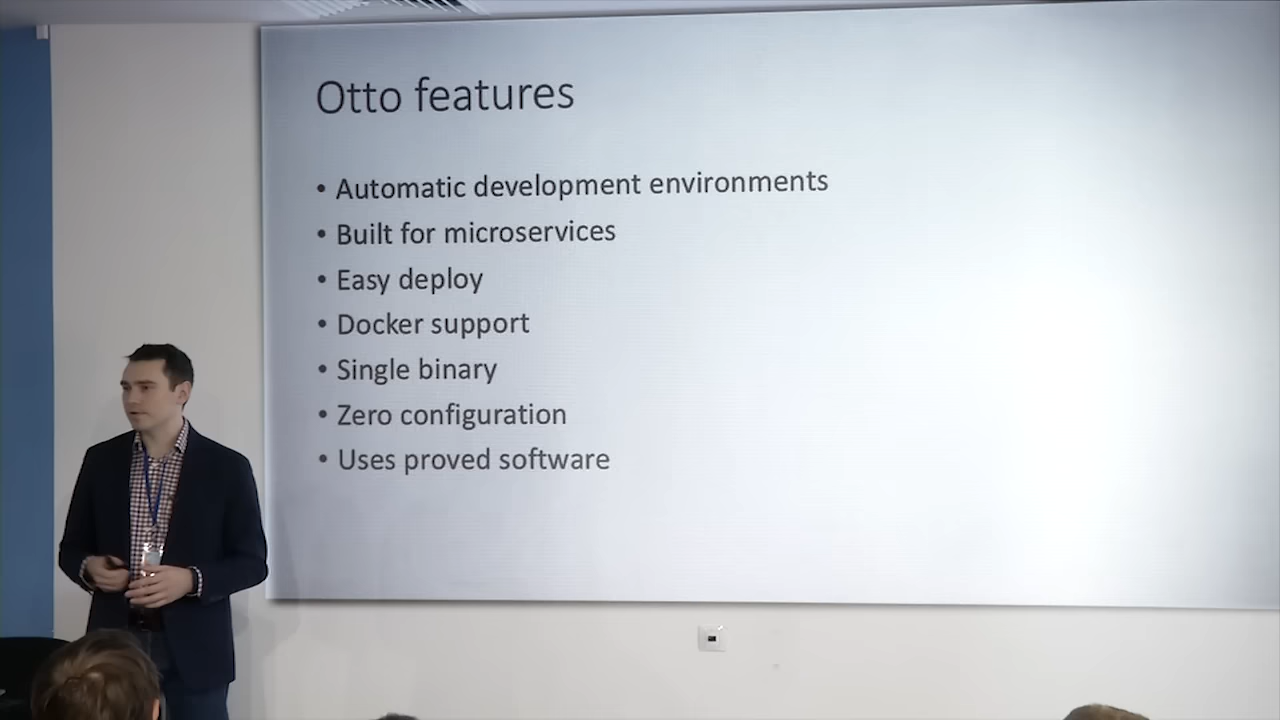 Otto features
• Automatic development environments
• Built for microservices
• Easy deploy
• Docker support
• Single binary
• Zero configuration
• Uses proved software